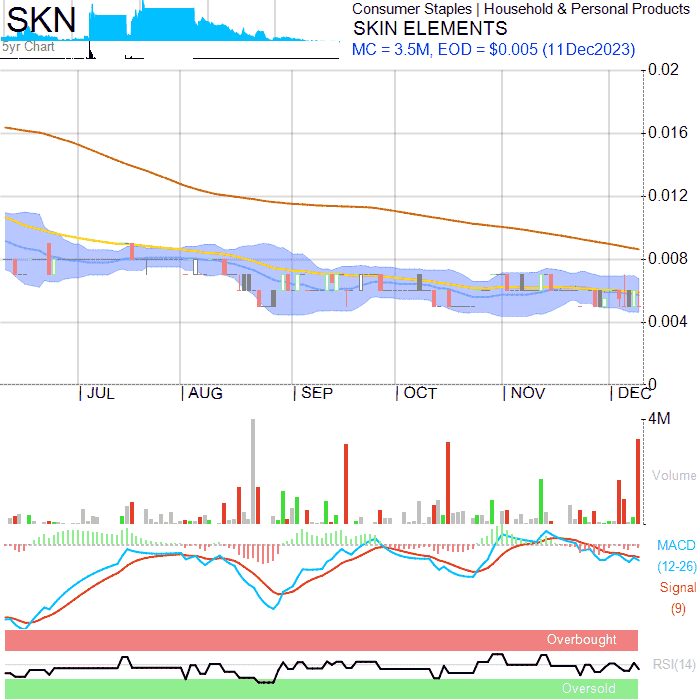 SKN
5yr Chart
Consumer Staples | Household & Personal Products
SKIN ELEMENTS
MC = 3.5M, EOD = $0.005 (11Dec2023)
0.02
0.016
0.012
0.008
0.004
0
JUL AUG SEP OCT NOV DEC
4M
Volume
MACD
(12-26)
Signal
(9)
Overbought
RSI(14)
Oversold